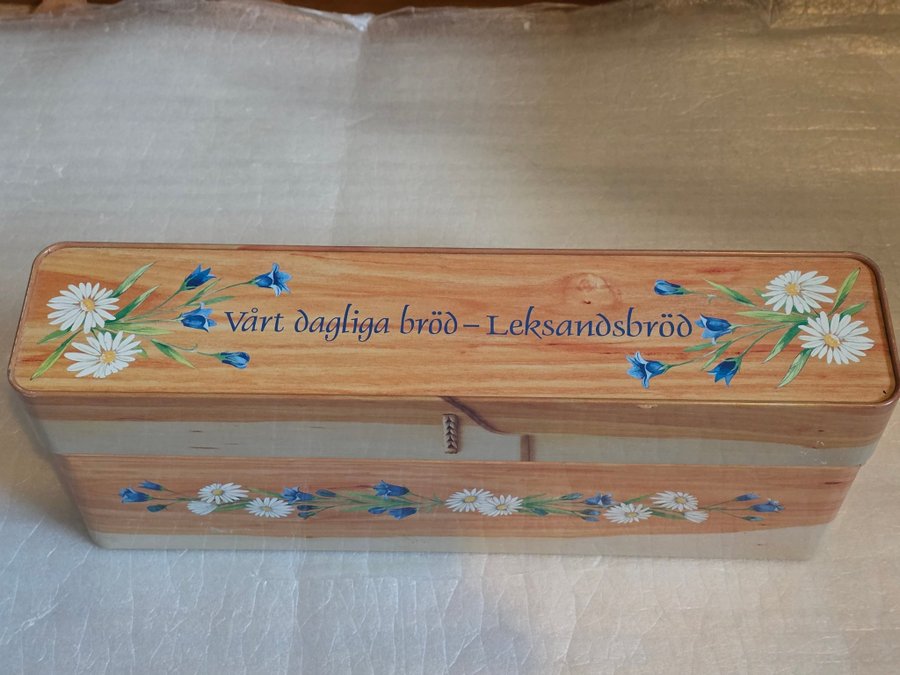 Vårt dagliga bröd – Leksandsbröd